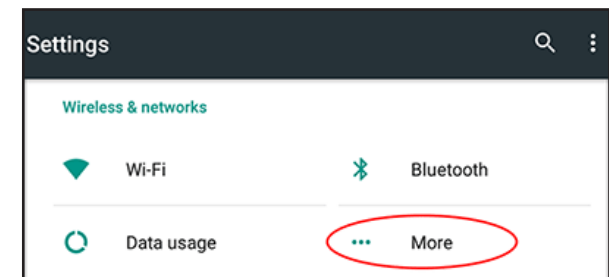 Settings
Wireless & networks
Wi-Fi
Bluetooth
Data usage
More